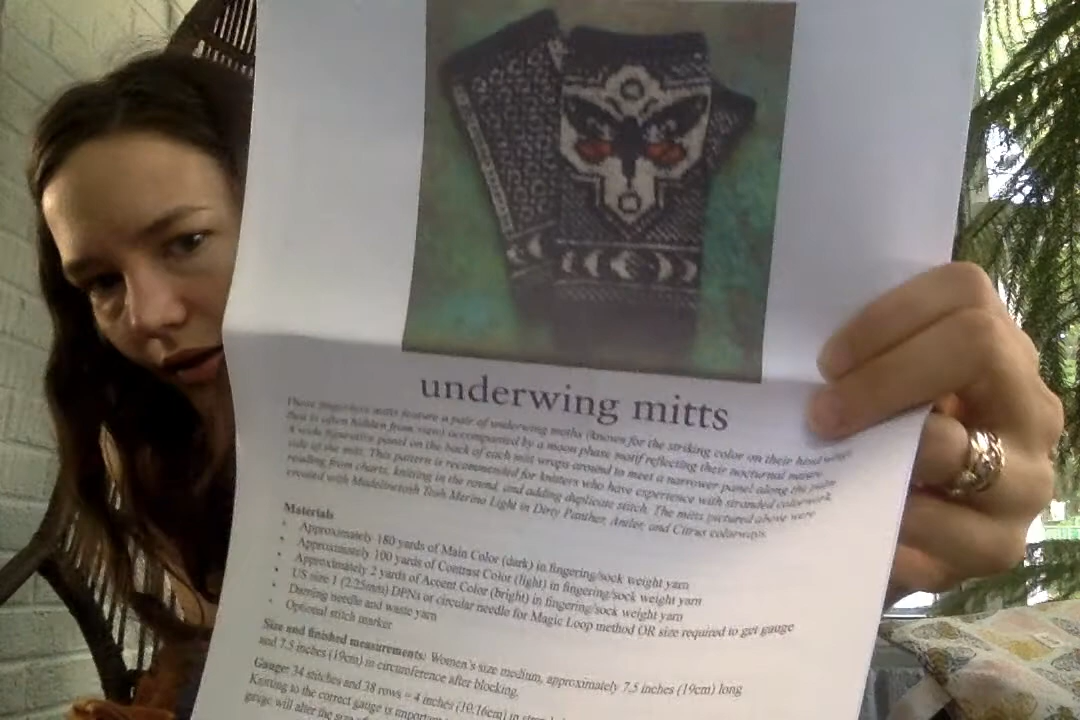 underwing mitts
These fingerless mitts feature a pair of underwing moths (known for the striking color on their hind wings
that is often hidden from view) accompanied by a moon phase motif reflecting their nocturnal nature.
A wide figurative panel on the back of each mitt wraps around to meet a narrower panel along the palm
side of the mitt. This pattern is recommended for knitters who have experience with stranded colorwork,
reading from charts, knitting in the round, and adding duplicate stitch. The mitts pictured above were
created with Madelinetosh Tosh Merino Light in Dirty Panther, Antler, and Citrus colorways.
Materials
• Approximately 180 yards of Main Color (dark) in fingering/sock weight yarn
• Approximately 100 yards of Contrast Color (light) in fingering/sock weight yarn
• Approximately 2 yards of Accent Color (bright) in fingering/sock weight yarn
• US size 1 (2.25mm) DPNs or circular needle for Magic Loop method OR size required to get gauge
• Darning needle and waste yarn
• Optional stitch marker
Size and finished measurements: Women's size medium, approximately 7.5 inches (19cm) long
and 7.5 inches (19cm) in circumference after blocking.
Gauge: 34 stitches and 38 rows = 4 inches (10.16cm) in
Knitting to the correct gauge is important
gauge will alter the size of